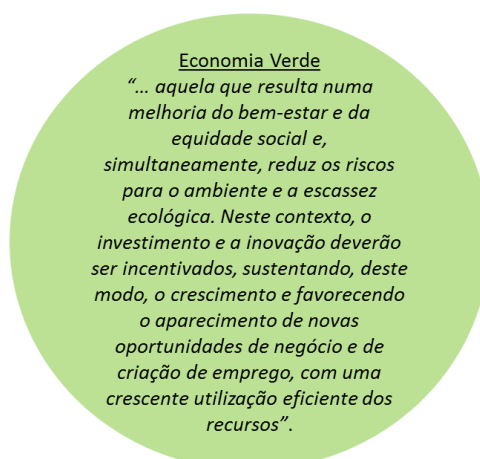 Economia Verde
“... aquela que resulta numa
melhoria do bem-estar e da
equidade social e,
simultaneamente, reduz os riscos
para o ambiente e a escassez
ecológica. Neste contexto, o
investimento e a inovação deverão
ser incentivados, sustentando, deste
modo, o crescimento e favorecendo
o aparecimento de novas
oportunidades de negócio e de
criação de emprego, com uma
crescente utilização eficiente dos
recursos”.